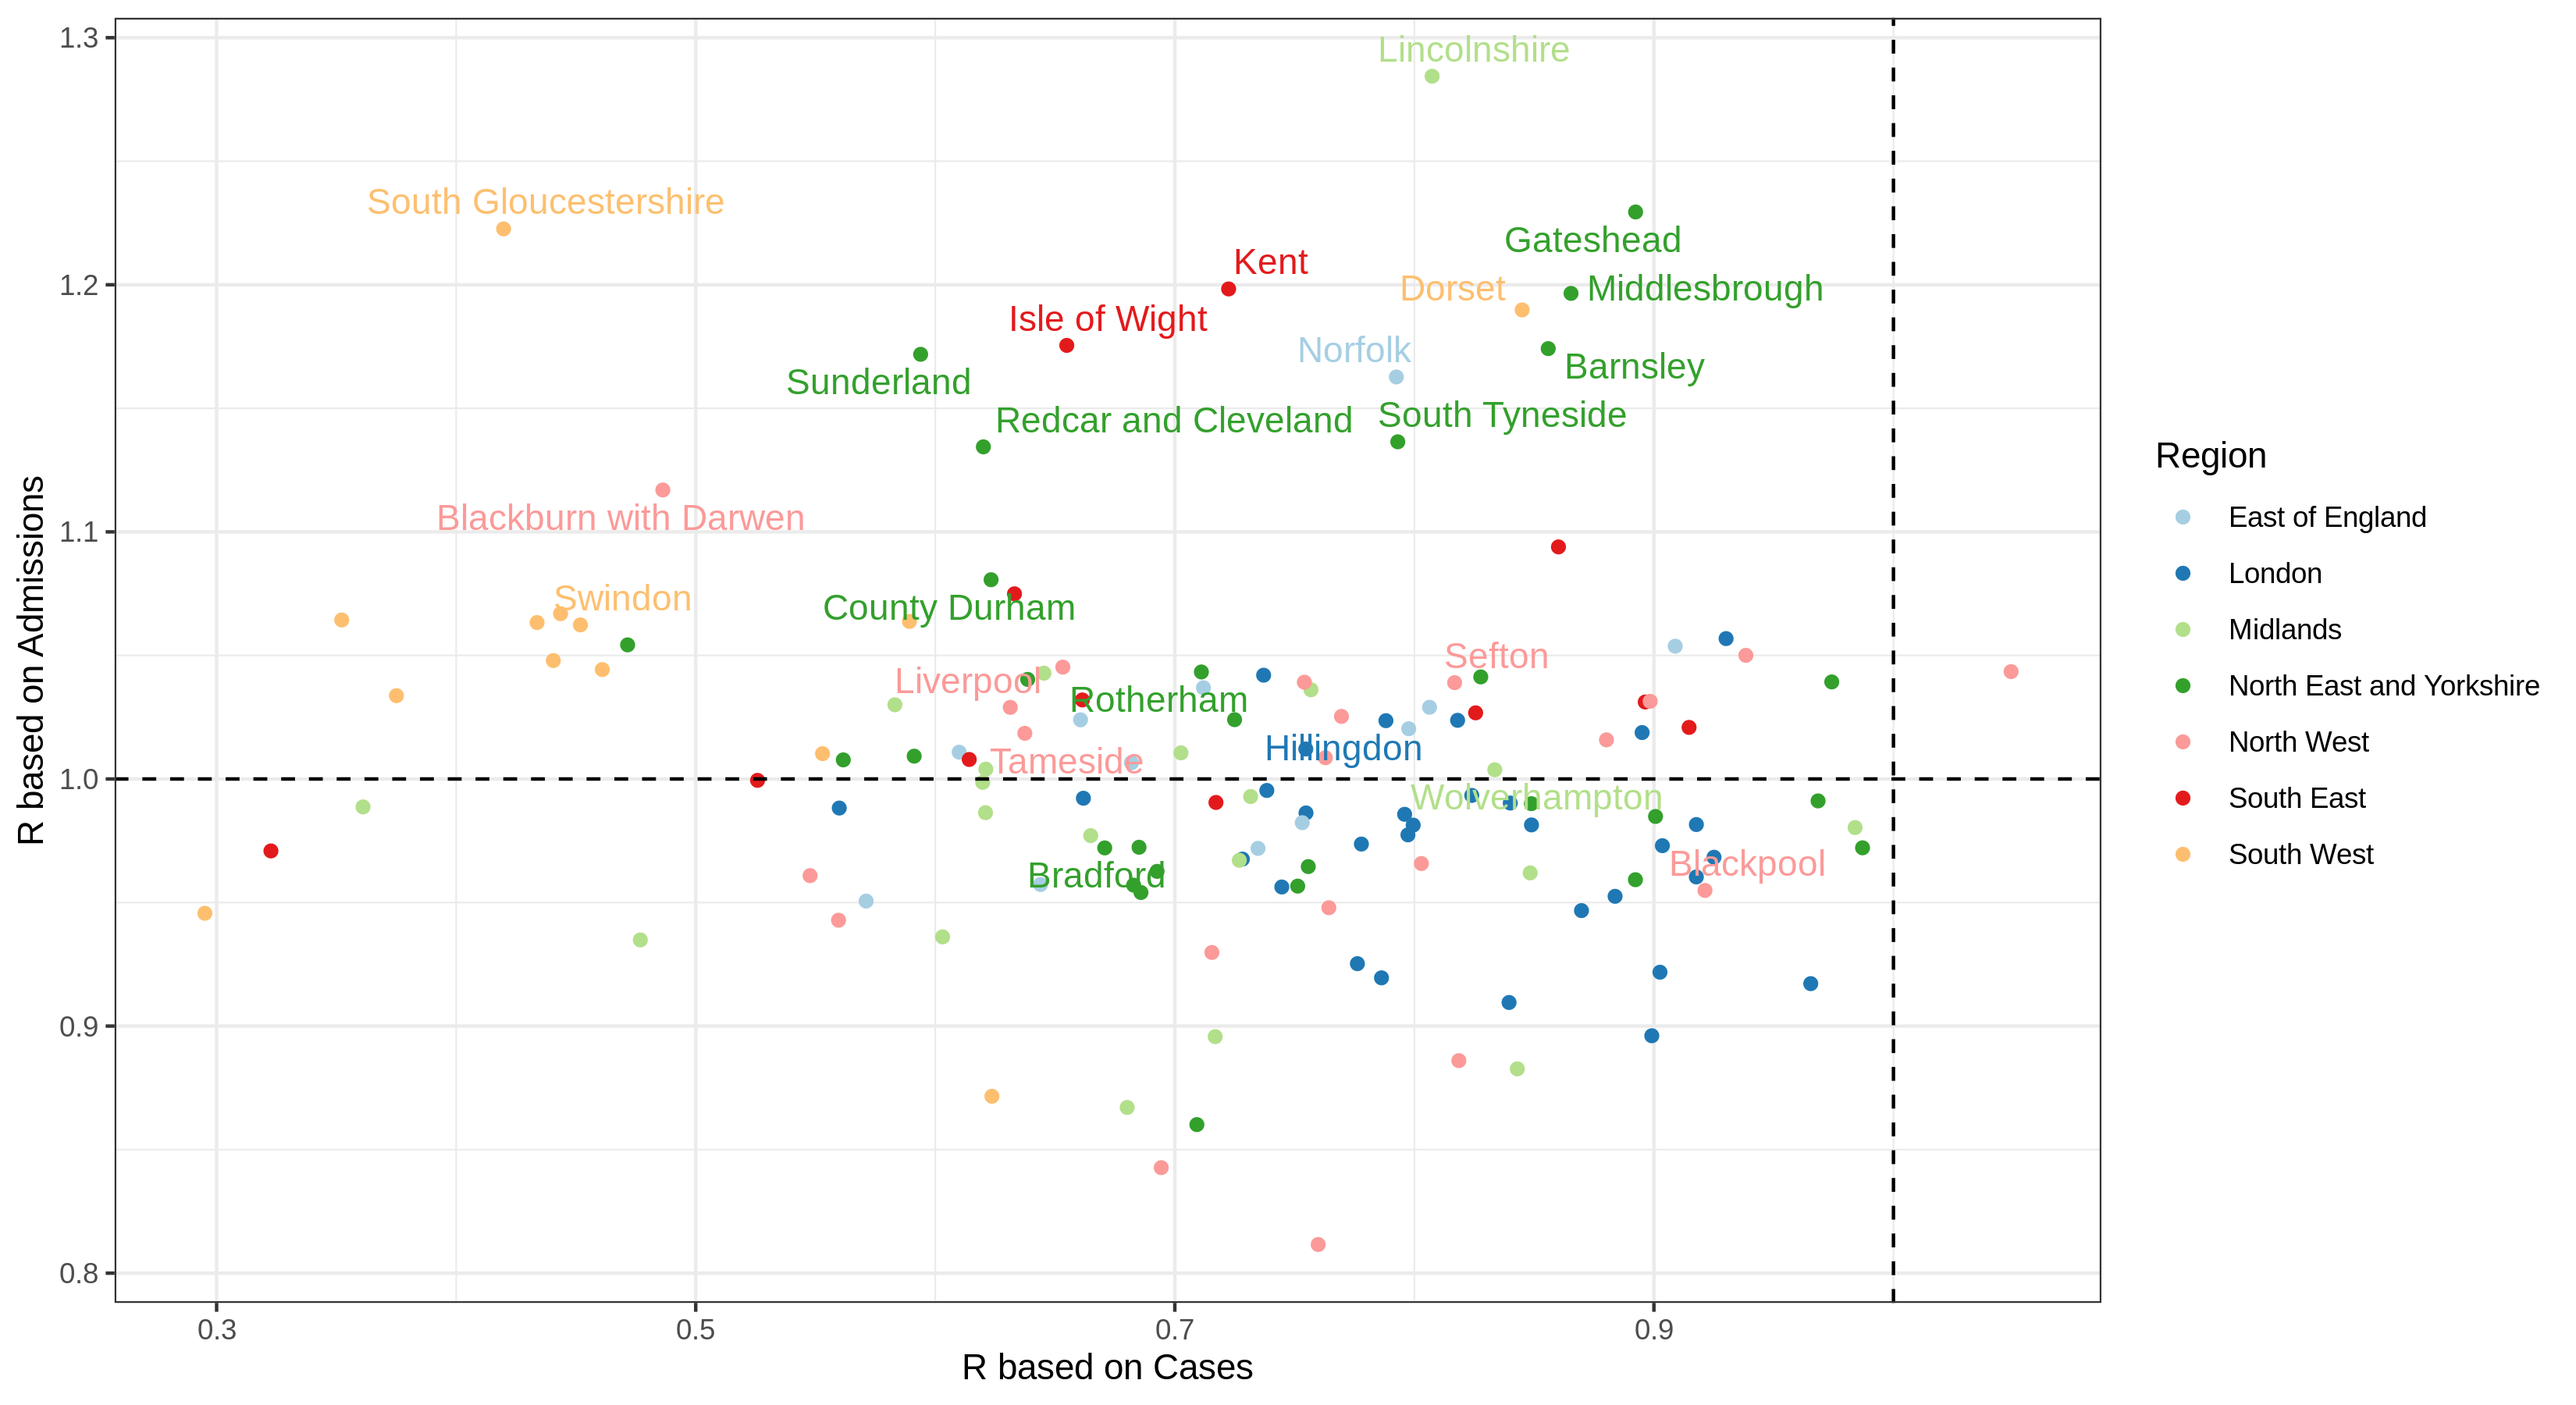 1.3
1.2
1.1
1.0
0.9
0.8
R based on Admissions
Lincolnshire
South Gloucestershire
Gateshead
Kent
Dorset
Middlesbrough
Isle of Wight
Norfolk
Barnsley
Sunderland
South Tyneside
Redcar and Cleveland
Blackburn with Darwen
Swindon
County Durham
Sefton
Liverpool
Rotherham
Hillingdon
Tameside
Wolverhampton
Blackpool
Bradford
0.3
0.5
0.7
0.9
R based on Cases
Region
East of England
London
Midlands
North East and Yorkshire
North West
South East
South West